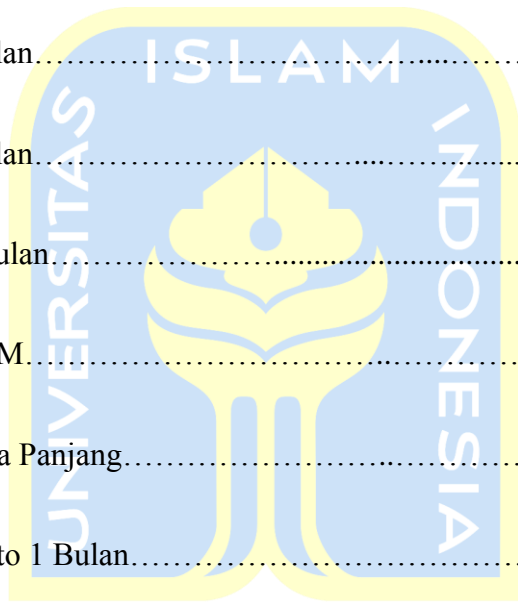 ISLAM
UNIVERSITAS
INDONESIA
lan……………………………………....………
lan……………………………....……………...
ulan…………………...............................
M……………………………..……………
a Panjang……………………..……………
to 1 Bulan…………………………………